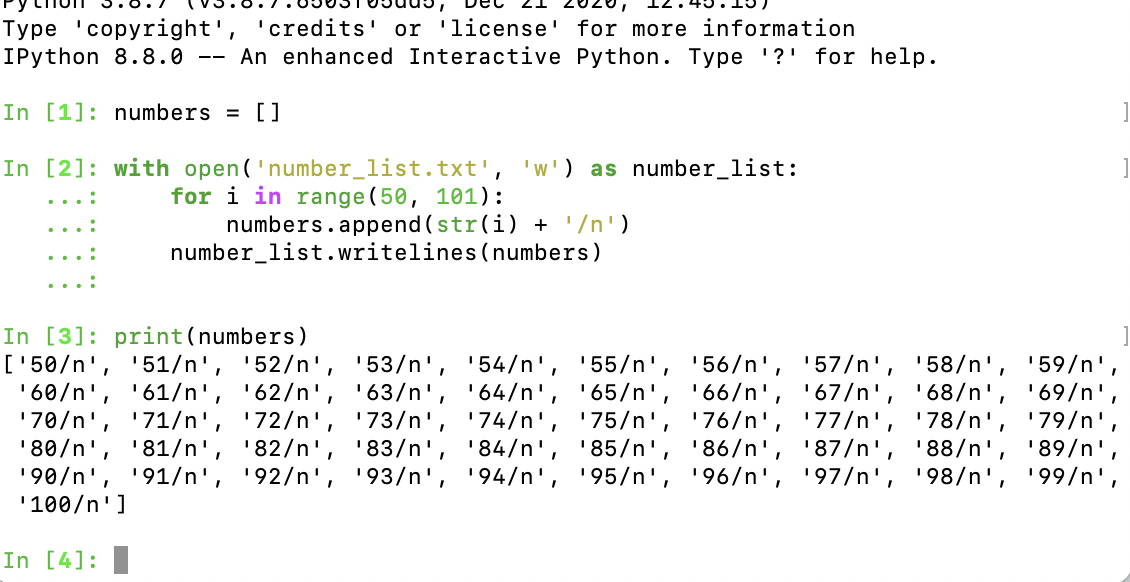 Python 3.8.7 (v3.8.7:6503f05dd5, Dec 21 2020, 12:45:15)
Type 'copyright', 'credits' or 'license' for more information
IPython 8.8.0 -- An enhanced Interactive Python. Type '?' for help.
In [1]: numbers = []
In [2]: with open('number_list.txt', 'w') as number_list:
   ...:     for i in range(50, 101):
   ...:         numbers.append(str(i) + '/n')
   ...:     number_list.writelines(numbers)
   ...:
In [3]: print(numbers)
['50/n', '51/n', '52/n', '53/n', '54/n', '55/n', '56/n', '57/n', '58/n', '59/n',
 '60/n', '61/n', '62/n', '63/n', '64/n', '65/n', '66/n', '67/n', '68/n', '69/n',
 '70/n', '71/n', '72/n', '73/n', '74/n', '75/n', '76/n', '77/n', '78/n', '79/n',
 '80/n', '81/n', '82/n', '83/n', '84/n', '85/n', '86/n', '87/n', '88/n', '89/n',
 '90/n', '91/n', '92/n', '93/n', '94/n', '95/n', '96/n', '97/n', '98/n', '99/n',
 '100/n']
In [4]: